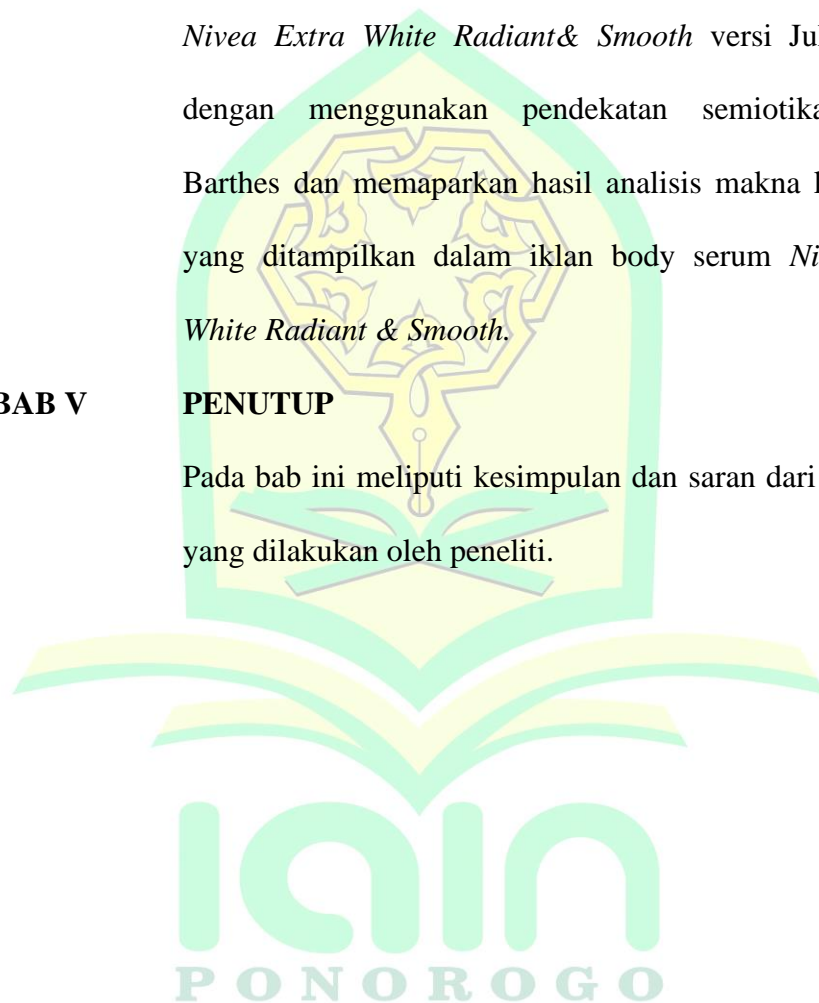 Nivea Extra White Radiant& Smooth versi
dengan menggunakan pendekatan semiotika
Barthes dan memaparkan hasil analisis makna
yang ditampilkan dalam iklan body serum
White Radiant & Smooth.
BAB V PENUTUP
Pada bab ini meliputi kesimpulan dan saran dari
yang dilakukan oleh peneliti.
iain
PONOROGO